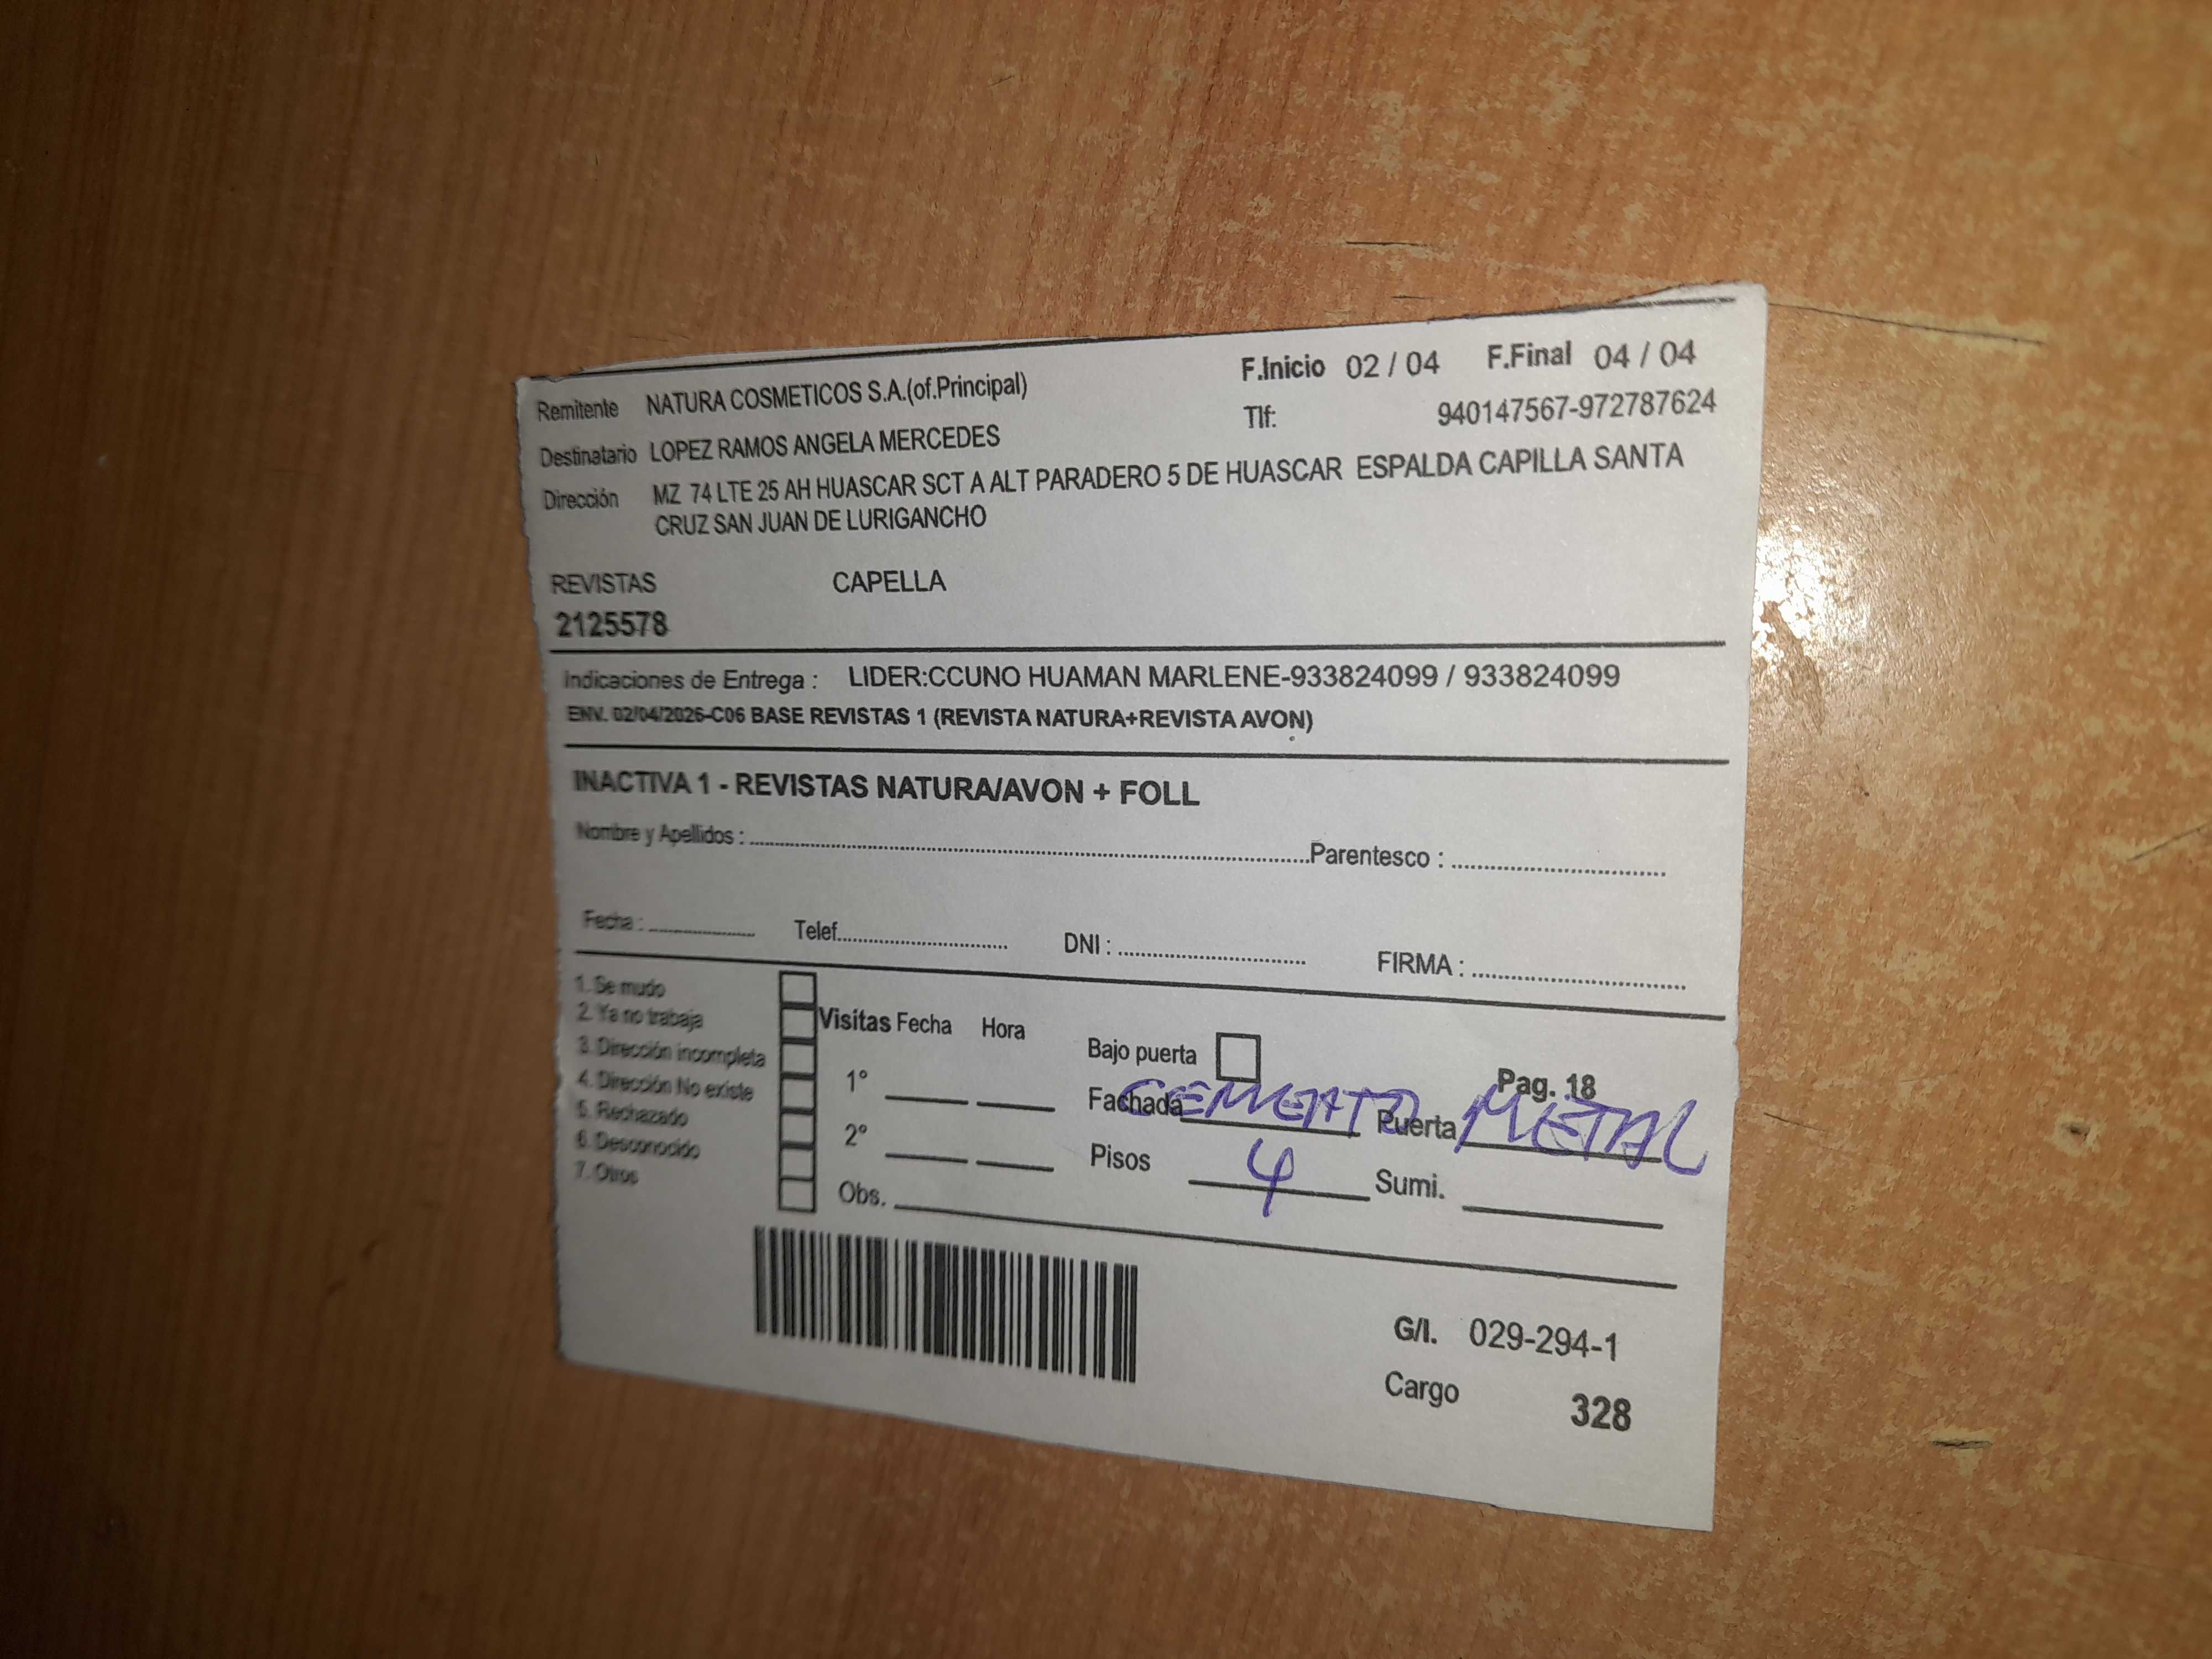 Remitente NATURA COSMETICOS S.A.(of.Principal) F.Inicio 02 / 04 F.Final 04 / 04
Destinatario LOPEZ RAMOS ANGELA MERCEDES Tlf: 940147567-972787624
Dirección MZ 74 LTE 25 AH HUASCAR SCT A ALT PARADERO 5 DE HUASCAR ESPALDA CAPILLA SANTA
CRUZ SAN JUAN DE LURIGANCHO
REVISTAS CAPELLA
2125578
Indicaciones de Entrega : LIDER:CCUNO HUAMAN MARLENE-933824099 / 933824099
ENV. 02/04/2026-C06 BASE REVISTAS 1 (REVISTA NATURA+REVISTA AVON)
INACTIVA 1 - REVISTAS NATURA/AVON + FOLL
Nombre y Apellidos : Parentesco :
Fecha : Telef. DNI : FIRMA :
1. Se mudo
2. Ya no trabaja
3. Dirección incompleta
4. Dirección No existe
5. Rechazado
6. Desconocido
7. Otros
Visitas Fecha Hora
1°
2°
Obs.
Bajo puerta Pag. 18
Fachada CEMENTO Puerta METAL
Pisos 4 Sumi.
G/I. 029-294-1
Cargo 328